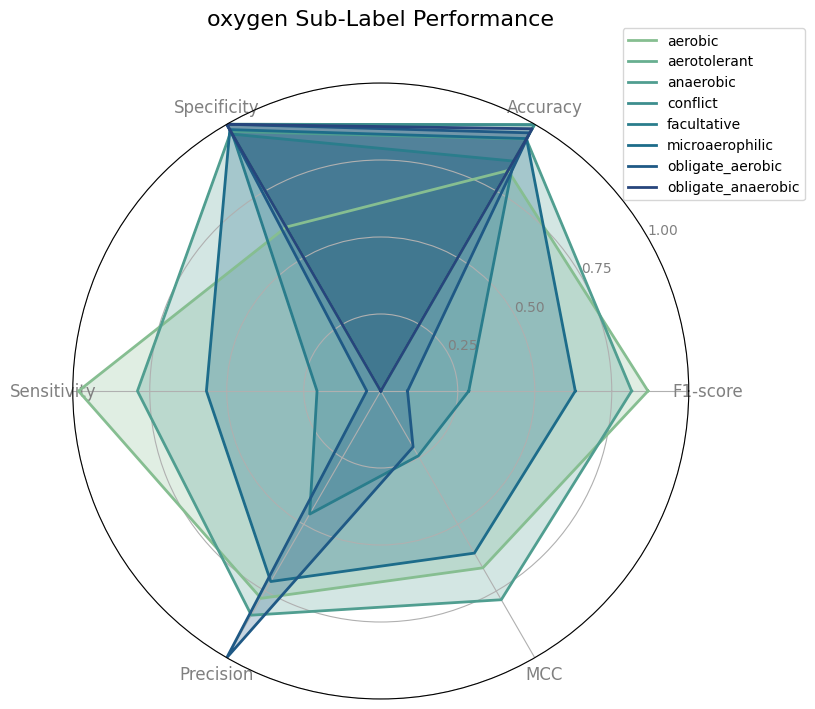 oxygen Sub-Label Performance
aerobic
aerotolerant
anaerobic
conflict
facultative
microaerophilic
obligate_aerobic
obligate_anaerobic
Specificity
Accuracy
1.00
0.75
0.50
0.25
Sensitivity
F1-score
Precision
MCC